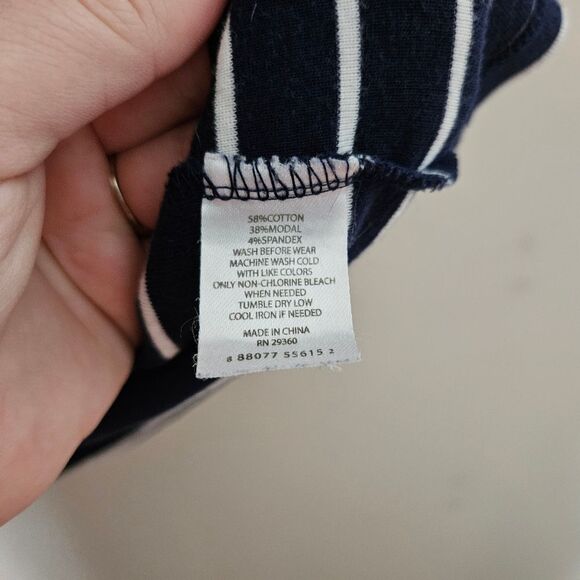 58%COTTON
38%MODAL
4%SPANDEX
WASH BEFORE WEAR
MACHINE WASH COLD
WITH LIKE COLORS
ONLY NON-CHLORINE BLEACH
WHEN NEEDED
TUMBLE DRY LOW
COOL IRON IF NEEDED
MADE IN CHINA
RN 29360
8 88077 55615 2